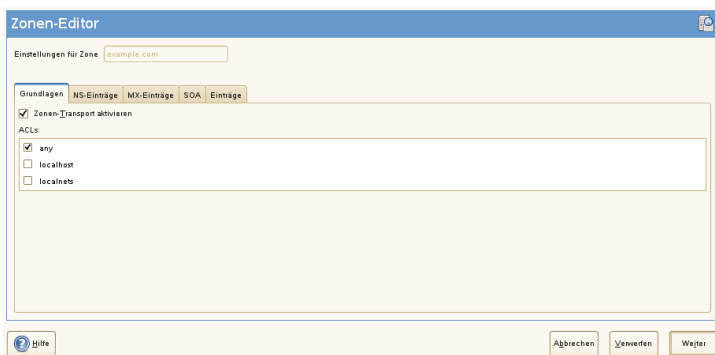 Zonen-Editor
Einstellungen für Zone example.com
Grundlagen NS-Einträge MX-Einträge SOA Einträge
Zonen-Transport aktivieren
ACLs:
any
localhost
localnets
Hilfe Abbrechen Verwerfen Weiter